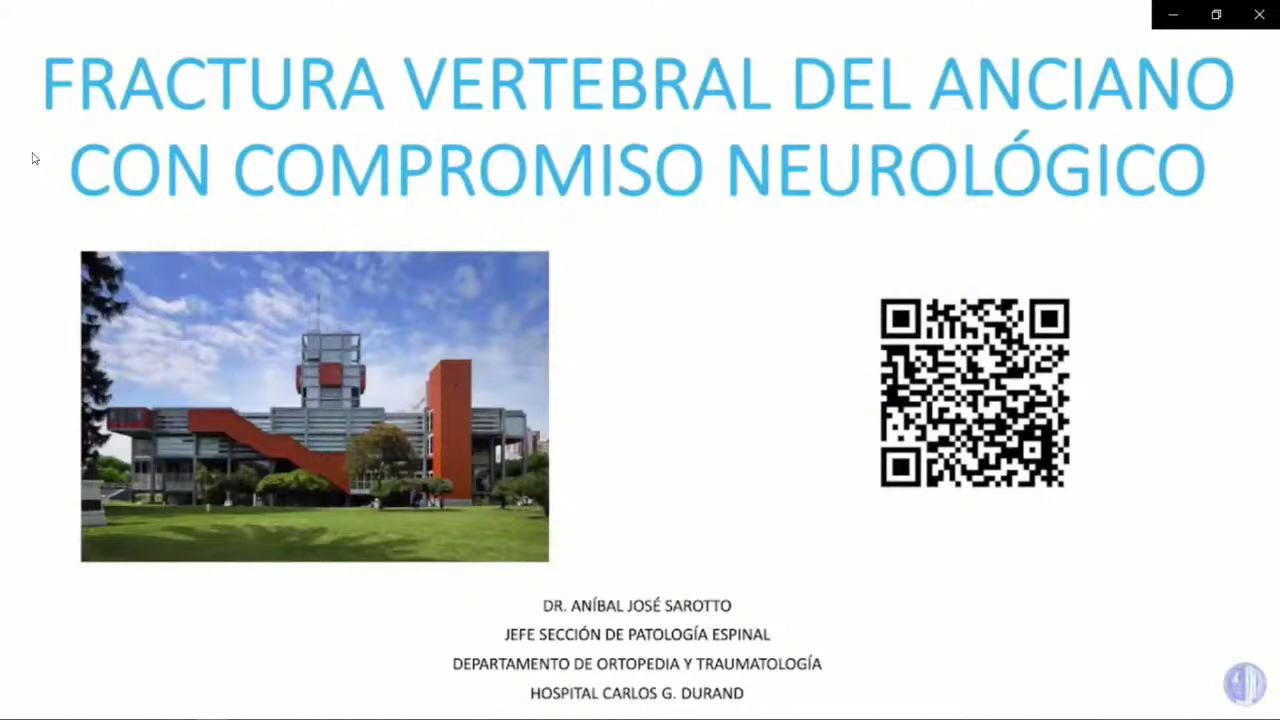 FRACTURA VERTEBRAL DEL ANCIANO
CON COMPROMISO NEUROLÓGICO
DR. ANÍBAL JOSÉ SAROTTO
JEFE SECCIÓN DE PATOLOGÍA ESPINAL
DEPARTAMENTO DE ORTOPEDIA Y TRAUMATOLOGÍA
HOSPITAL CARLOS G. DURAND